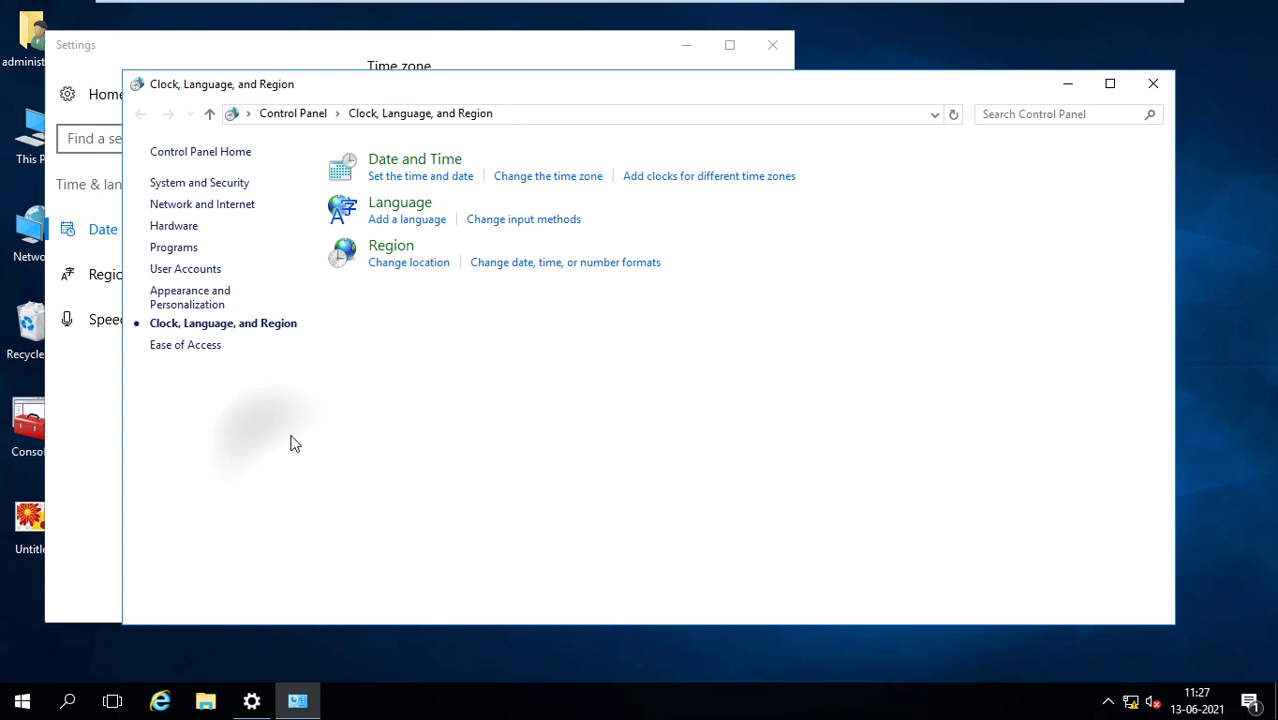 administ
This P
Netwo
Recycle
Consol
Untitle
Settings
Time zone
Home
Find a se
Time & lan
Date
Regio
Speec
Clock, Language, and Region
Control Panel
Clock, Language, and Region
Search Control Panel
Control Panel Home
System and Security
Network and Internet
Hardware
Programs
User Accounts
Appearance and
Personalization
Clock, Language, and Region
Ease of Access
Date and Time
Set the time and date Change the time zone Add clocks for different time zones
Language
Add a language Change input methods
Region
Change location Change date, time, or number formats
11:27
13-06-2021
1